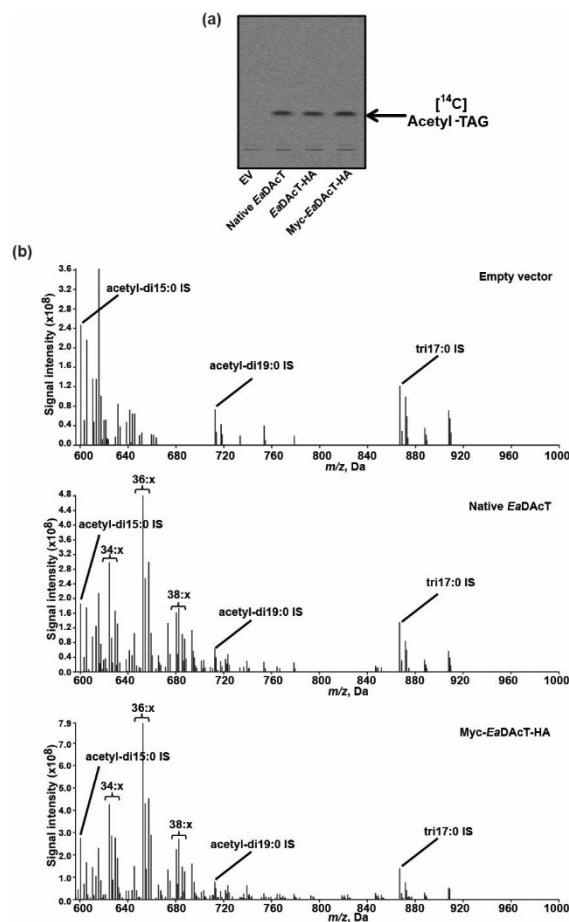 (a)
[14C]
Acetyl-TAG
EV
Native EaDAcT
EaDAcT-HA
Myc-EaDAcT-HA
(b)
Empty vector
Signal intensity (x10⁸)
3.6
3.0
2.4
1.8
1.2
0.6
0.0
acetyl-di15:0 IS
acetyl-di19:0 IS
tri17:0 IS
600 640 680 720 760 800 840 880 920 960 1000
m/z, Da
Native EaDAcT
Signal intensity (x10⁸)
4.8
4.4
4.0
3.6
3.2
2.8
2.4
2.0
1.6
1.2
0.8
0.4
0.0
acetyl-di15:0 IS
34:x
36:x
38:x
acetyl-di19:0 IS
tri17:0 IS
600 640 680 720 760 800 840 880 920 960 1000
m/z, Da
Myc-EaDAcT-HA
Signal intensity (x10⁸)
7.9
7.0
6.0
5.0
4.0
3.0
2.0
1.0
0.0
acetyl-di15:0 IS
34:x
36:x
38:x
acetyl-di19:0 IS
tri17:0 IS
600 640 680 720 760 800 840 880 920 960 1000
m/z, Da